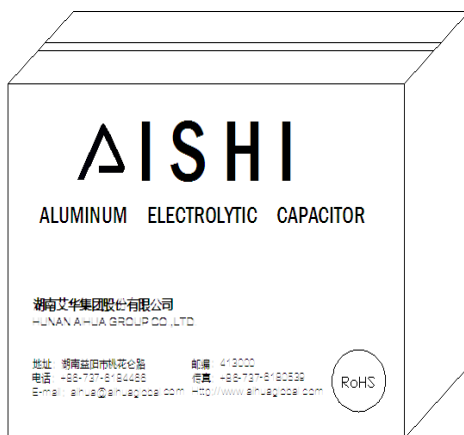 AISHI
ALUMINUM ELECTROLYTIC CAPACITOR
湖南艾华集团股份有限公司
HUNAN AIHUA GROUP CO.,LTD
地址: 湖南益阳市桃花仑路 邮编: 413000
电话: +86-737-6184488 传真: +86-737-6180539
E-mail: aihua@aihuaglobal.com Http://www.aihuaglobal.com
RoHS